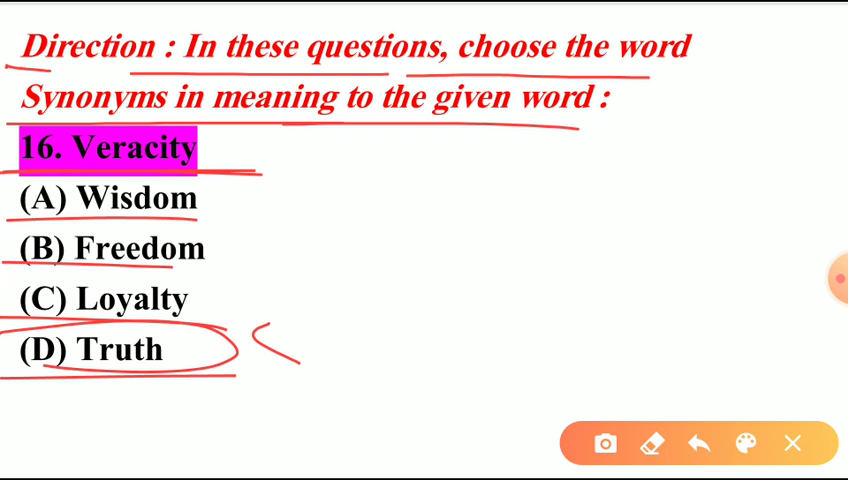 Direction : In these questions, choose the word
Synonyms in meaning to the given word :
16. Veracity
(A) Wisdom
(B) Freedom
(C) Loyalty
(D) Truth